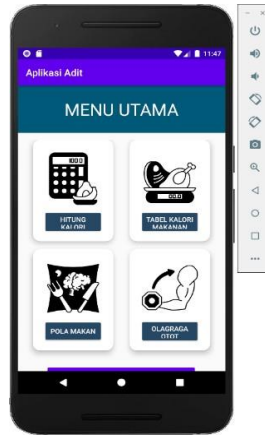 11:47
Aplikasi Adit
MENU UTAMA
HITUNG
KALORI
TABEL KALORI
MAKANAN
POLA MAKAN
OLAGRAGA
OTOT